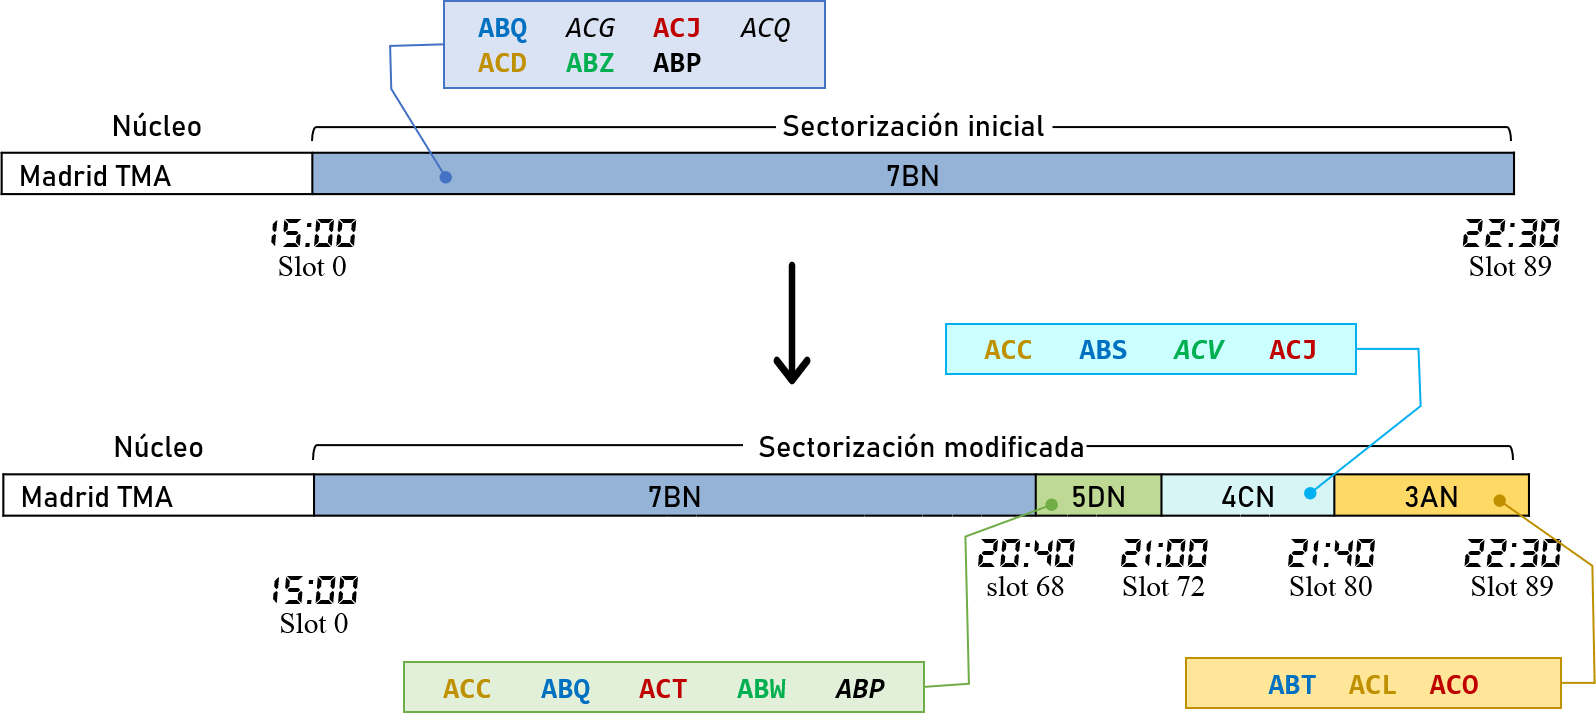 ABQ ACG ACJ ACQ
ACD ABZ ABP
Núcleo Sectorización inicial
Madrid TMA 7BN
15:00 22:30
Slot 0 Slot 89
ACC ABS ACV ACJ
Núcleo Sectorización modificada
Madrid TMA 7BN 5DN 4CN 3AN
20:40 21:00 21:40 22:30
slot 68 Slot 72 Slot 80 Slot 89
15:00
Slot 0
ACC ABQ ACT ABW ABP
ABT ACL ACO